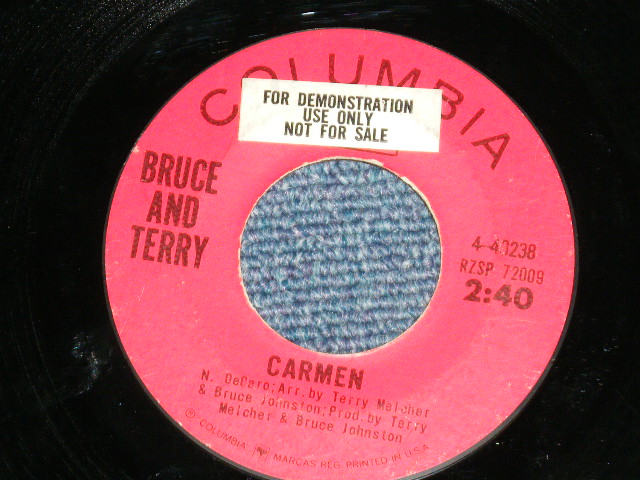 COLUMBIA
FOR DEMONSTRATION
USE ONLY
NOT FOR SALE
BRUCE
AND
TERRY
4-43238
RZSP 72009
2:40
CARMEN
N. DeCaro;Arr.by Terry Melcher
& Bruce Johnston;Prod.by Terry
Melcher & Bruce Johnston
® "COLUMBIA" MARCAS REG. PRINTED IN U.S.A.